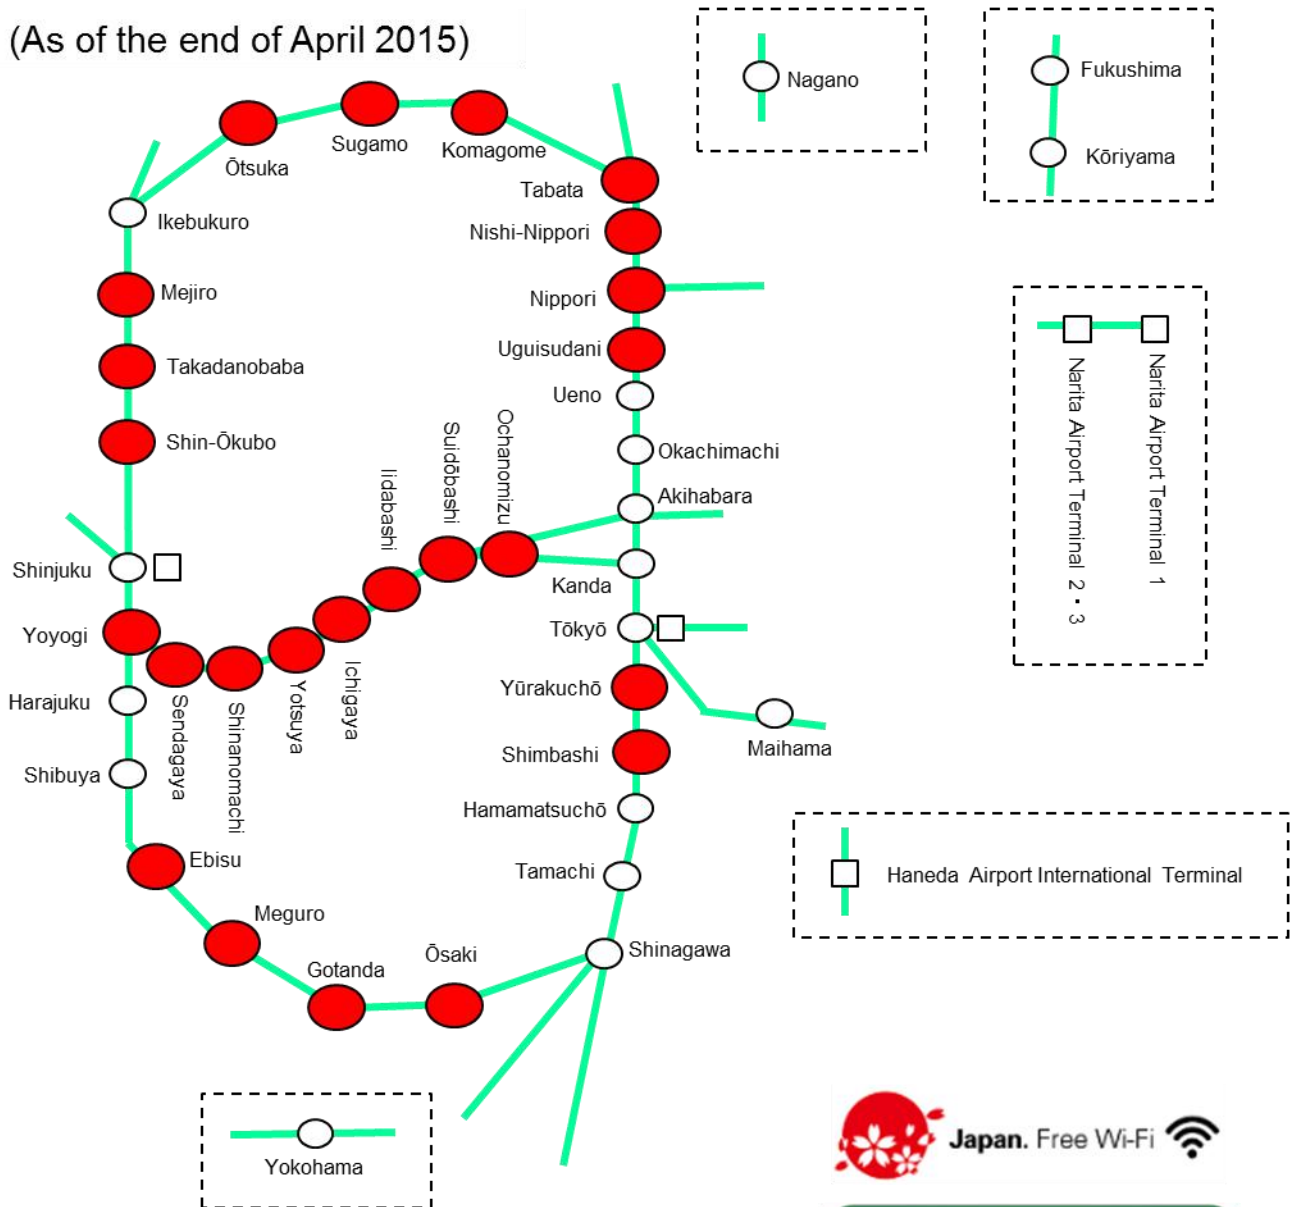 (As of the end of April 2015)
Nagano
Fukushima
Kōriyama
Ōtsuka
Sugamo
Komagome
Tabata
Ikebukuro
Nishi-Nippori
Mejiro
Nippori
Takadanobaba
Uguisudani
Ueno
Shin-Ōkubo
Okachimachi
Akihabara
Iidabashi
Suidōbashi
Ochanomizu
Narita Airport Terminal 2・3
Narita Airport Terminal 1
Shinjuku
Kanda
Yoyogi
Tōkyō
Harajuku
Sendagaya
Shinanomachi
Yotsuya
Ichigaya
Yūrakuchō
Shibuya
Shimbashi
Maihama
Hamamatsuchō
Ebisu
Tamachi
Haneda Airport International Terminal
Meguro
Gotanda
Ōsaki
Shinagawa
Yokohama
Japan. Free Wi-Fi